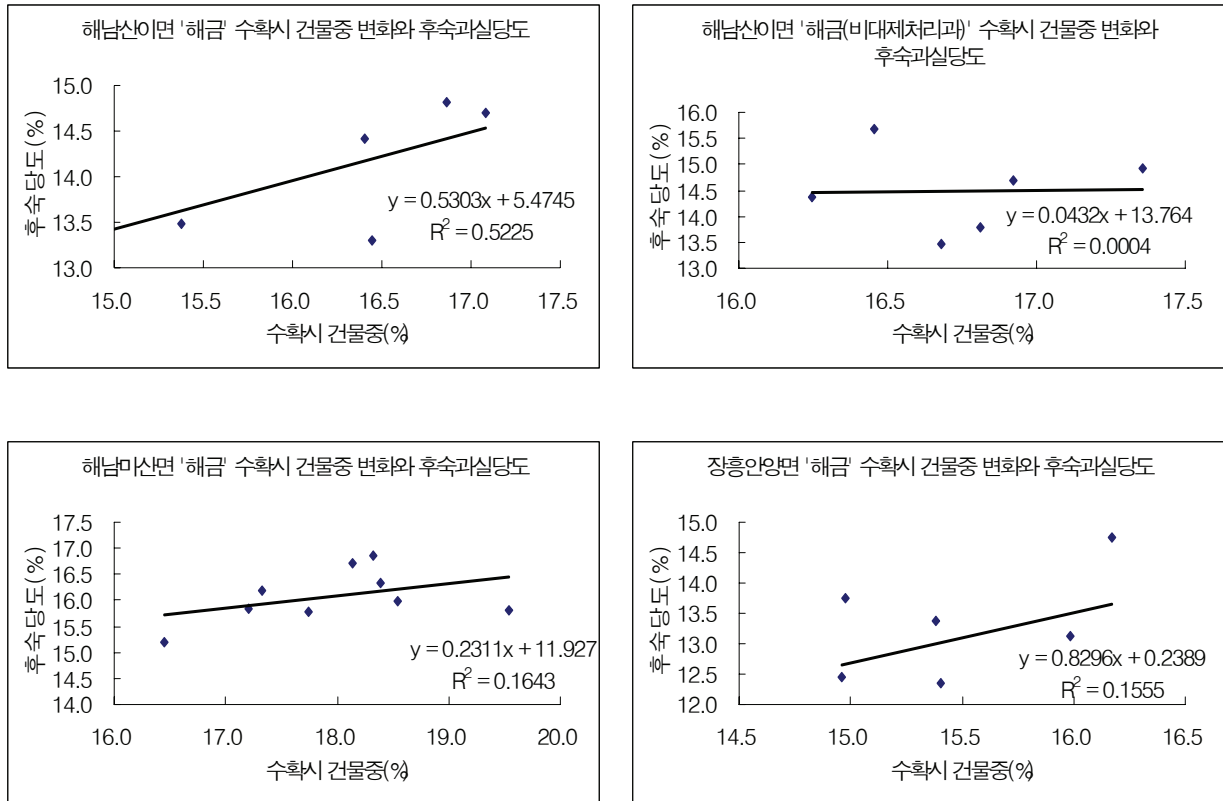 해남산이면 '해금' 수확시 건물중 변화와 후숙과실당도
15.0
14.5
14.0
13.5
13.0
후숙당도(%)
y = 0.5303x + 5.4745
R² = 0.5225
15.0 15.5 16.0 16.5 17.0 17.5
수확시 건물중(%)
해남산이면 '해금(비대제처리과)' 수확시 건물중 변화와
후숙과실당도
16.0
15.5
15.0
14.5
14.0
13.5
13.0
후숙당도(%)
y = 0.0432x + 13.764
R² = 0.0004
16.0 16.5 17.0 17.5
수확시 건물중(%)
해남마산면 '해금' 수확시 건물중 변화와 후숙과실당도
17.5
17.0
16.5
16.0
15.5
15.0
14.5
14.0
후숙당도(%)
y = 0.2311x + 11.927
R² = 0.1643
16.0 17.0 18.0 19.0 20.0
수확시 건물중(%)
장흥안양면 '해금' 수확시 건물중 변화와 후숙과실당도
15.0
14.5
14.0
13.5
13.0
12.5
12.0
후숙당도(%)
y = 0.8296x + 0.2389
R² = 0.1555
14.5 15.0 15.5 16.0 16.5
수확시 건물중(%)